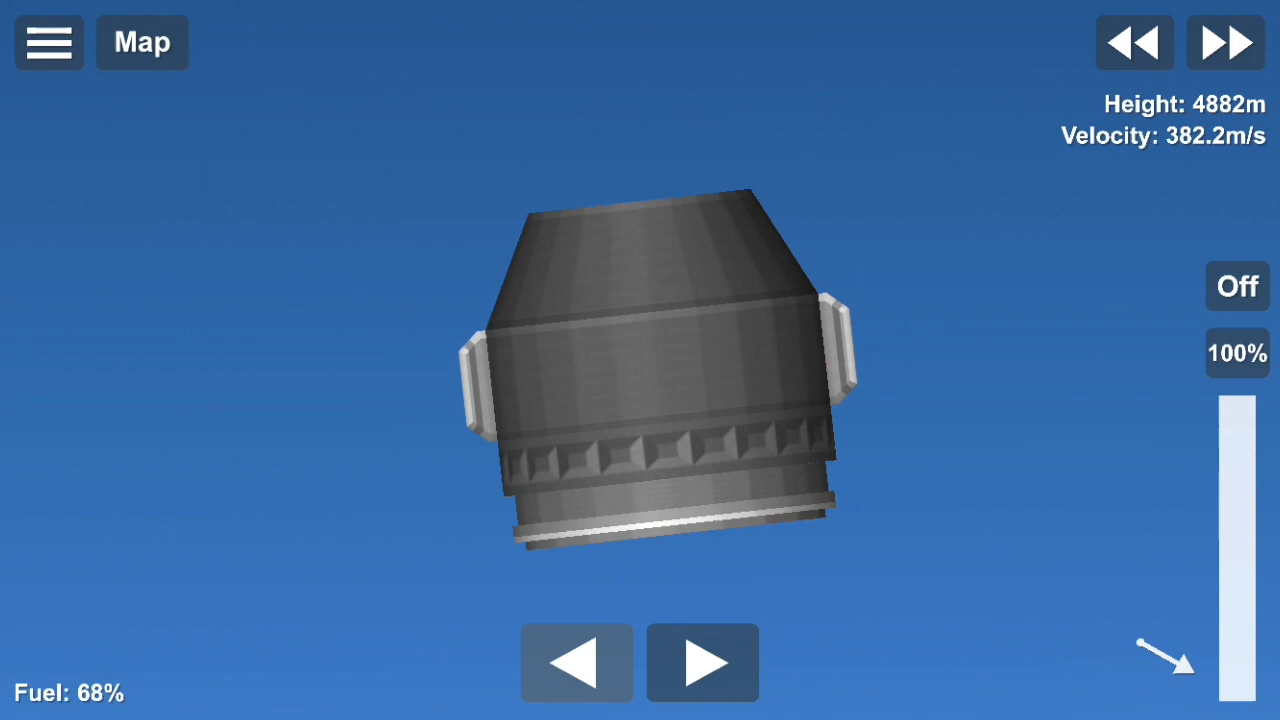 Map
Height: 4882m
Velocity: 382.2m/s
Off
100%
Fuel: 68%